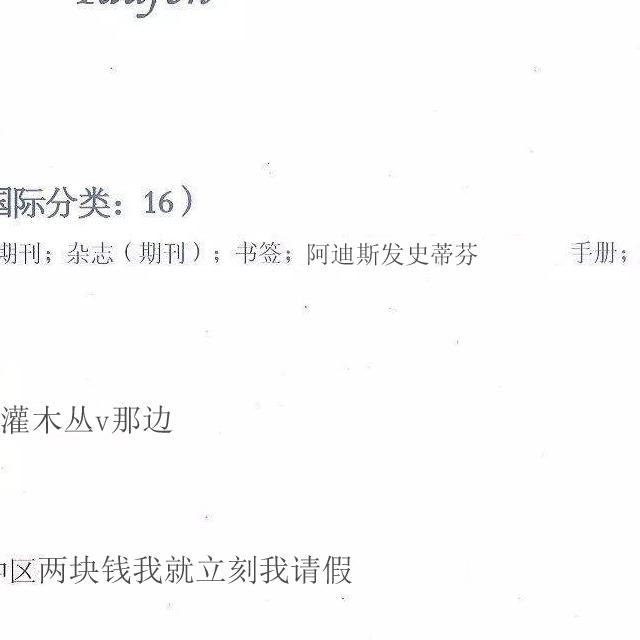 国际分类：16）
期刊；杂志（期刊）；书签；阿迪斯发史蒂芬 手册；
灌木丛v那边
区两块钱我就立刻我请假